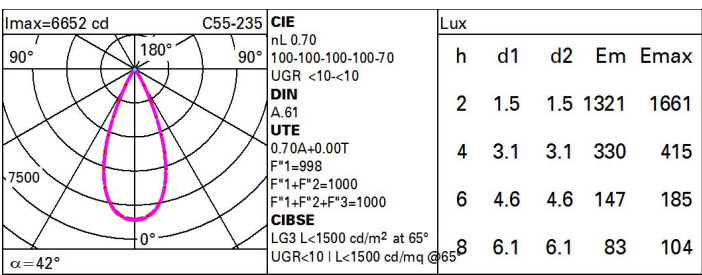 Imax=6652 cd C55-235
90° 180° 90°
7500
0°
α=42°
CIE
nL 0.70
100-100-100-100-70
UGR <10-<10
DIN
A.61
UTE
0.70A+0.00T
F"1=998
F"1+F"2=1000
F"1+F"2+F"3=1000
CIBSE
LG3 L<1500 cd/m² at 65°
UGR<10 | L<1500 cd/mq @65°
Lux
h d1 d2 Em Emax
2 1.5 1.5 1321 1661
4 3.1 3.1 330 415
6 4.6 4.6 147 185
8 6.1 6.1 83 104